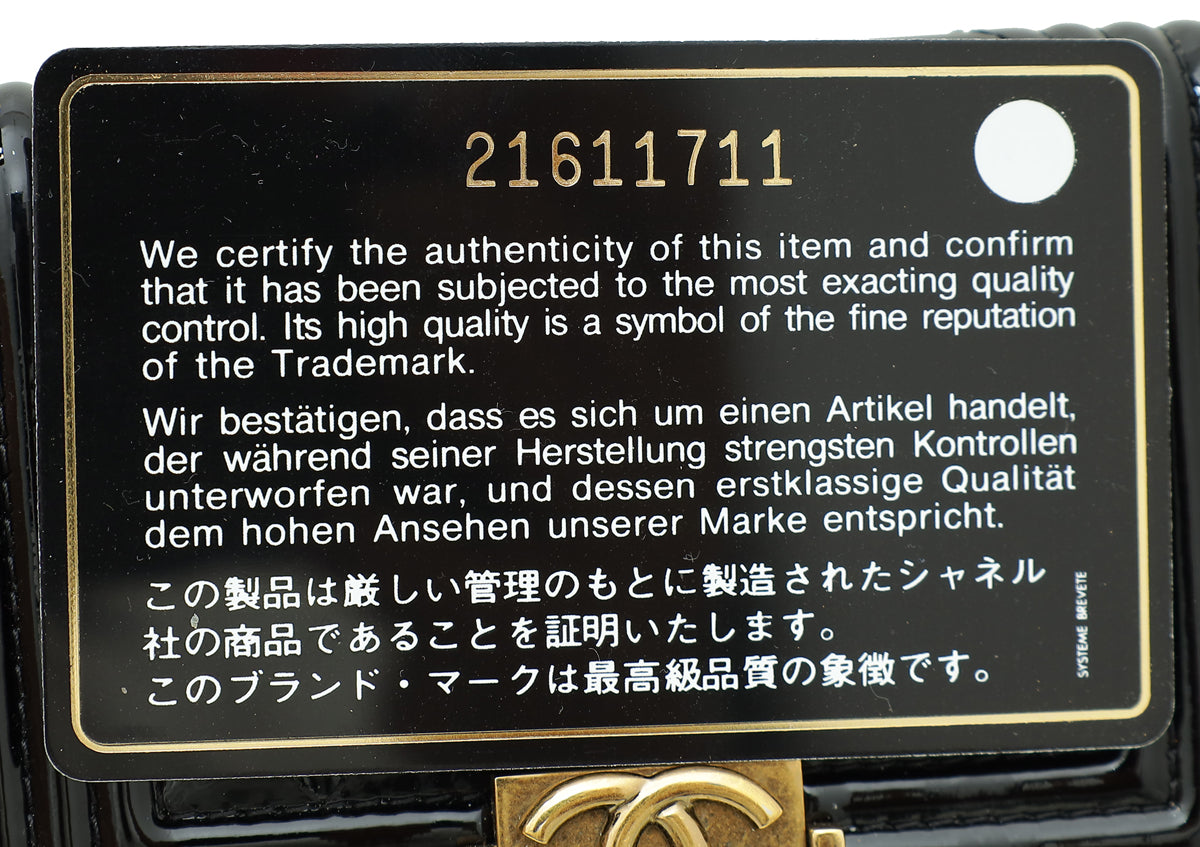 21611711
We certify the authenticity of this item and confirm
that it has been subjected to the most exacting quality
control. Its high quality is a symbol of the fine reputation
of the Trademark.
Wir bestätigen, dass es sich um einen Artikel handelt,
der während seiner Herstellung strengsten Kontrollen
unterworfen war, und dessen erstklassige Qualität
dem hohen Ansehen unserer Marke entspricht.
この製品は厳しい管理のもとに製造されたシャネル
社の商品であることを証明いたします。
このブランド・マークは最高級品質の象徴です。
SYSTEME BREVETE